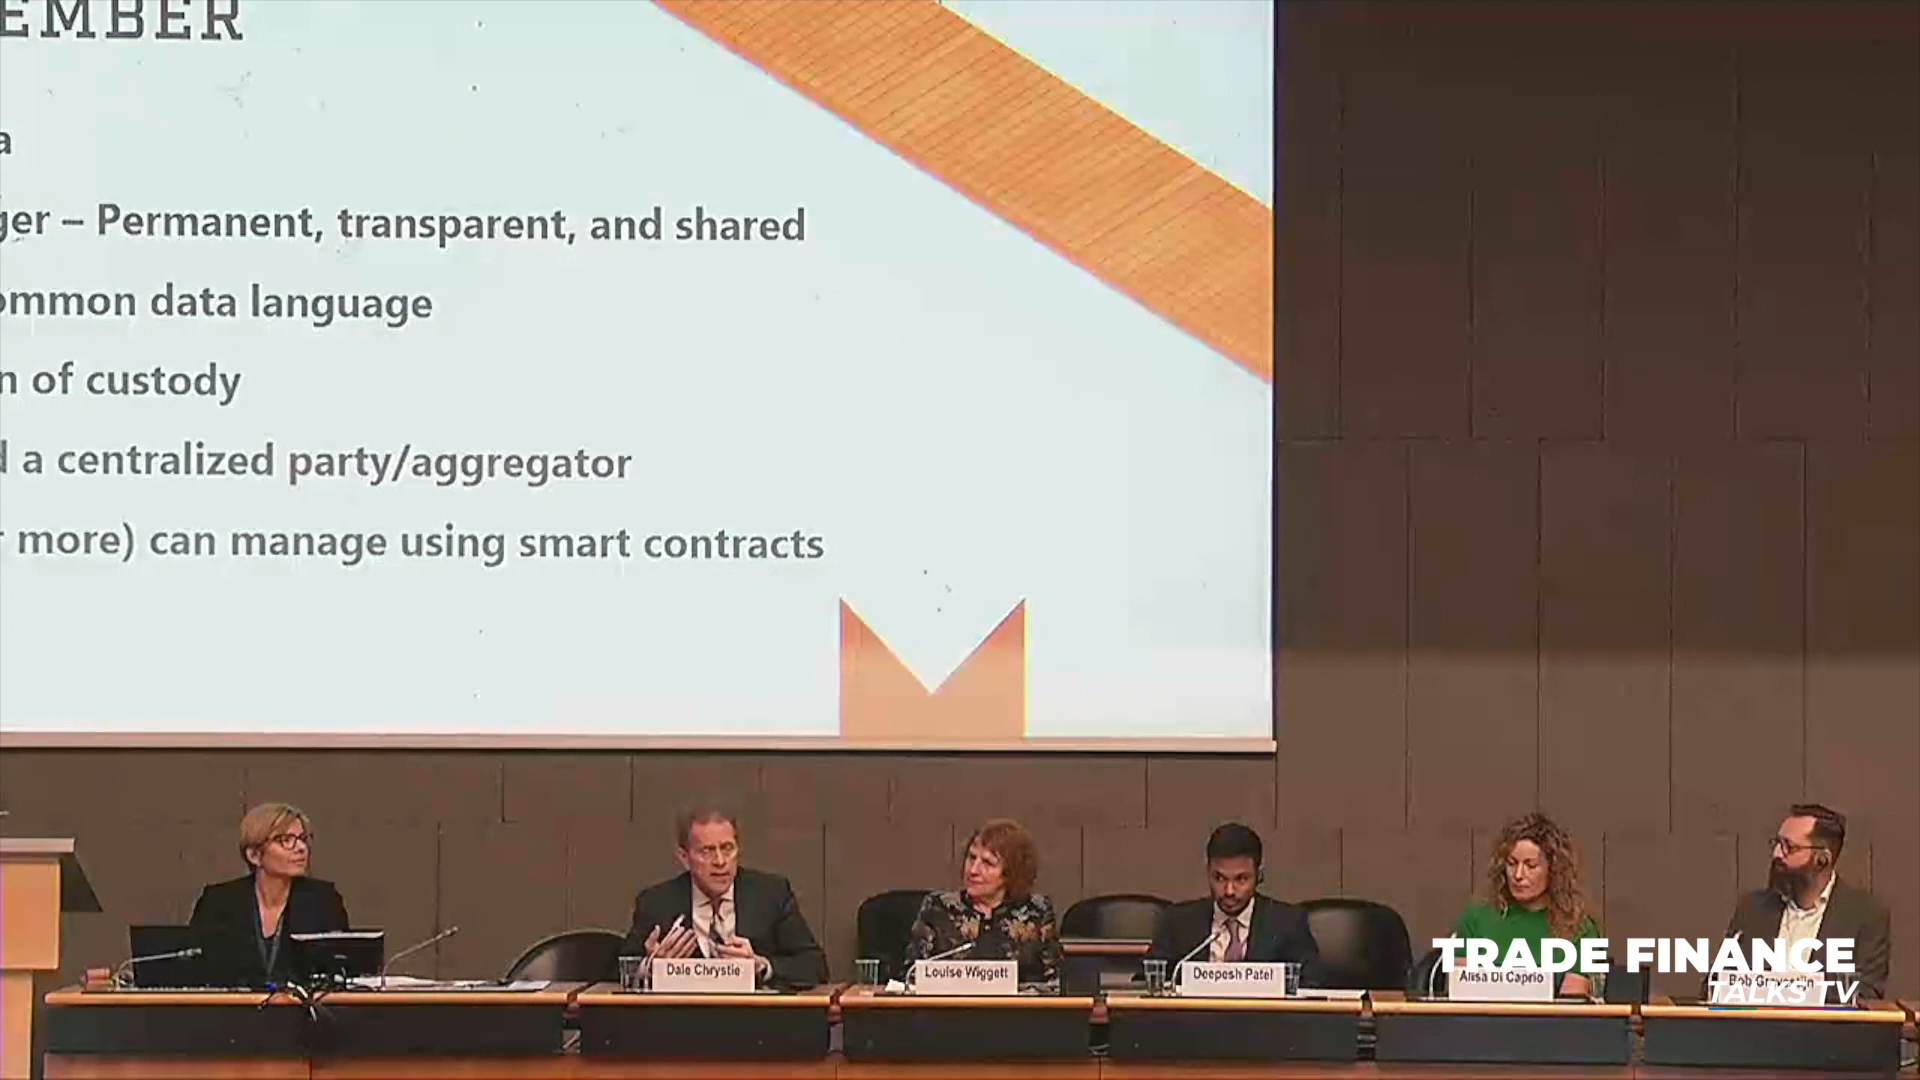 EMBER
a
ger – Permanent, transparent, and shared
ommon data language
n of custody
d a centralized party/aggregator
r more) can manage using smart contracts
Dale Chrystie
Louise Wiggett
Deepesh Patel
Alisa Di Caprio
Bob
TRADE FINANCE
TALKS TV